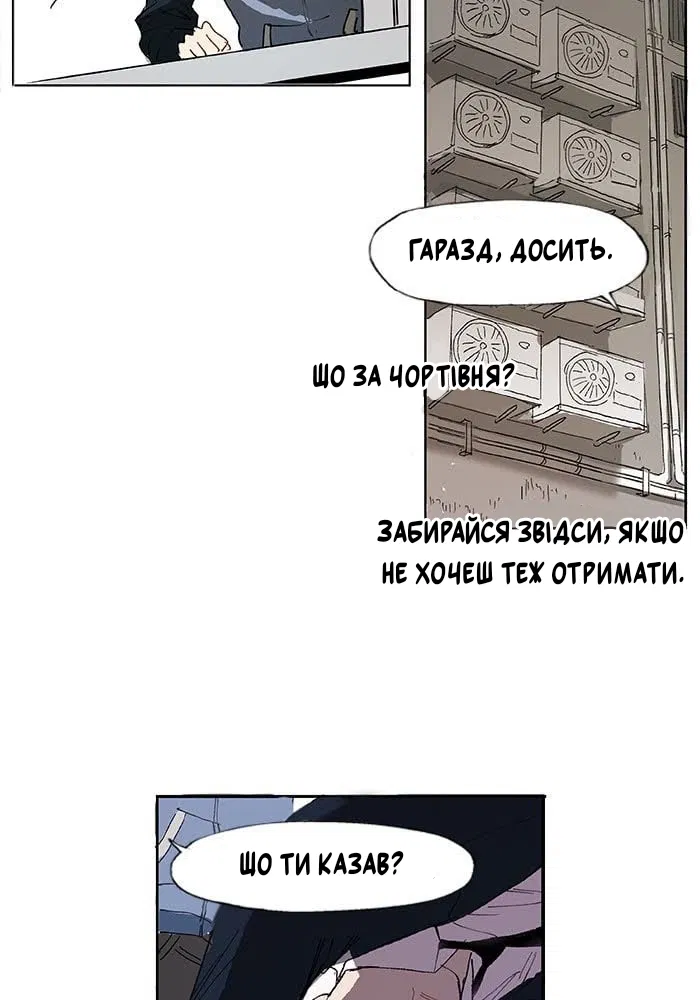 ГАРАЗД, ДОСИТЬ.
ЩО ЗА ЧОРТІВНЯ?
ЗАБИРАЙСЯ ЗВІДСИ, ЯКЩО
НЕ ХОЧЕШ ТЕЖ ОТРИМАТИ.
ЩО ТИ КАЗАВ?